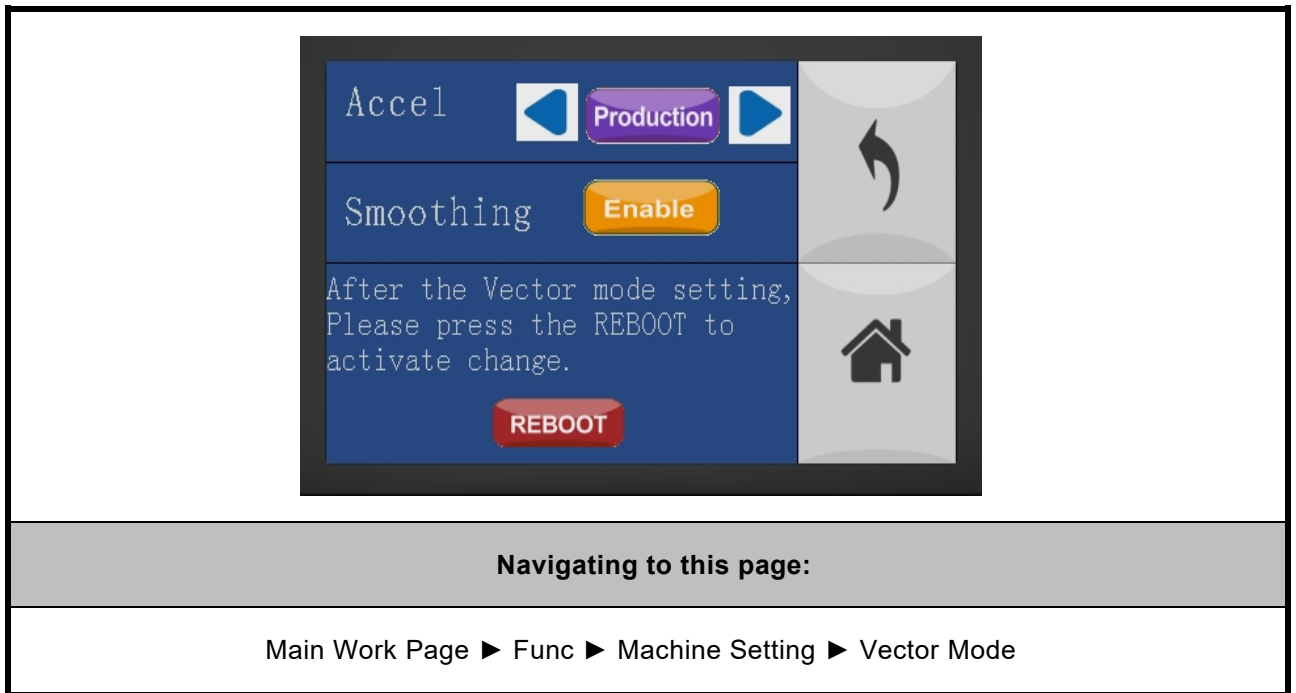 Accel
Production
Smoothing
Enable
After the Vector mode setting,
Please press the REBOOT to
activate change.
REBOOT
Navigating to this page:
Main Work Page ► Func ► Machine Setting ► Vector Mode